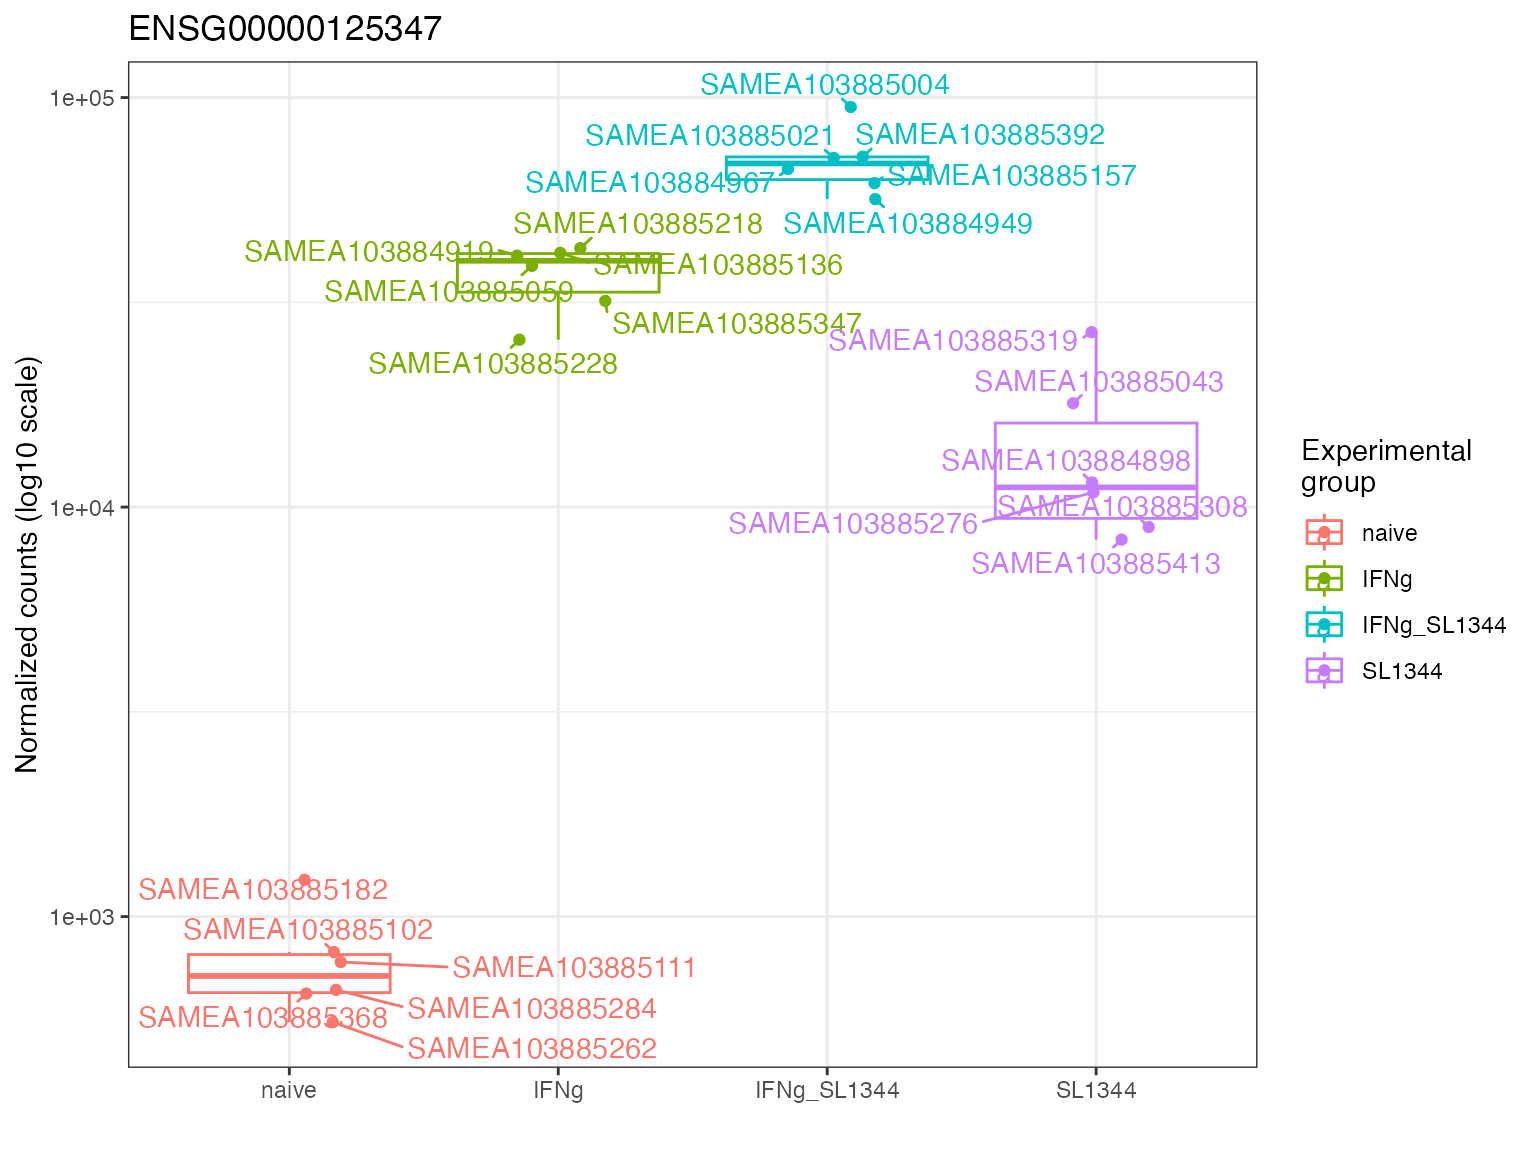 ENSG00000125347
Normalized counts (log10 scale)
1e+05
1e+04
1e+03
SAMEA103885004
SAMEA103885021
SAMEA103885392
SAMEA103884967
SAMEA103885157
SAMEA103884949
SAMEA103885218
SAMEA103884919
SAMEA103885136
SAMEA103885059
SAMEA103885347
SAMEA103885228
SAMEA103885319
SAMEA103885043
SAMEA103884898
SAMEA103885308
SAMEA103885276
SAMEA103885413
SAMEA103885182
SAMEA103885102
SAMEA103885111
SAMEA103885284
SAMEA103885368
SAMEA103885262
naive
IFNg
IFNg_SL1344
SL1344
Experimental
group
naive
IFNg
IFNg_SL1344
SL1344